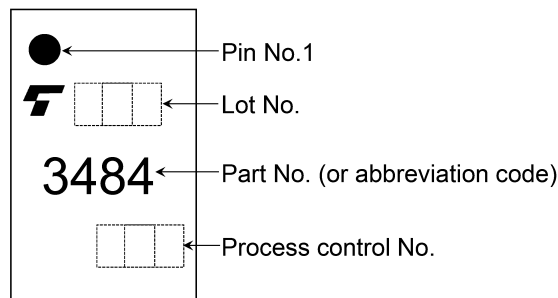 Pin No.1
Lot No.
3484 Part No. (or abbreviation code)
Process control No.